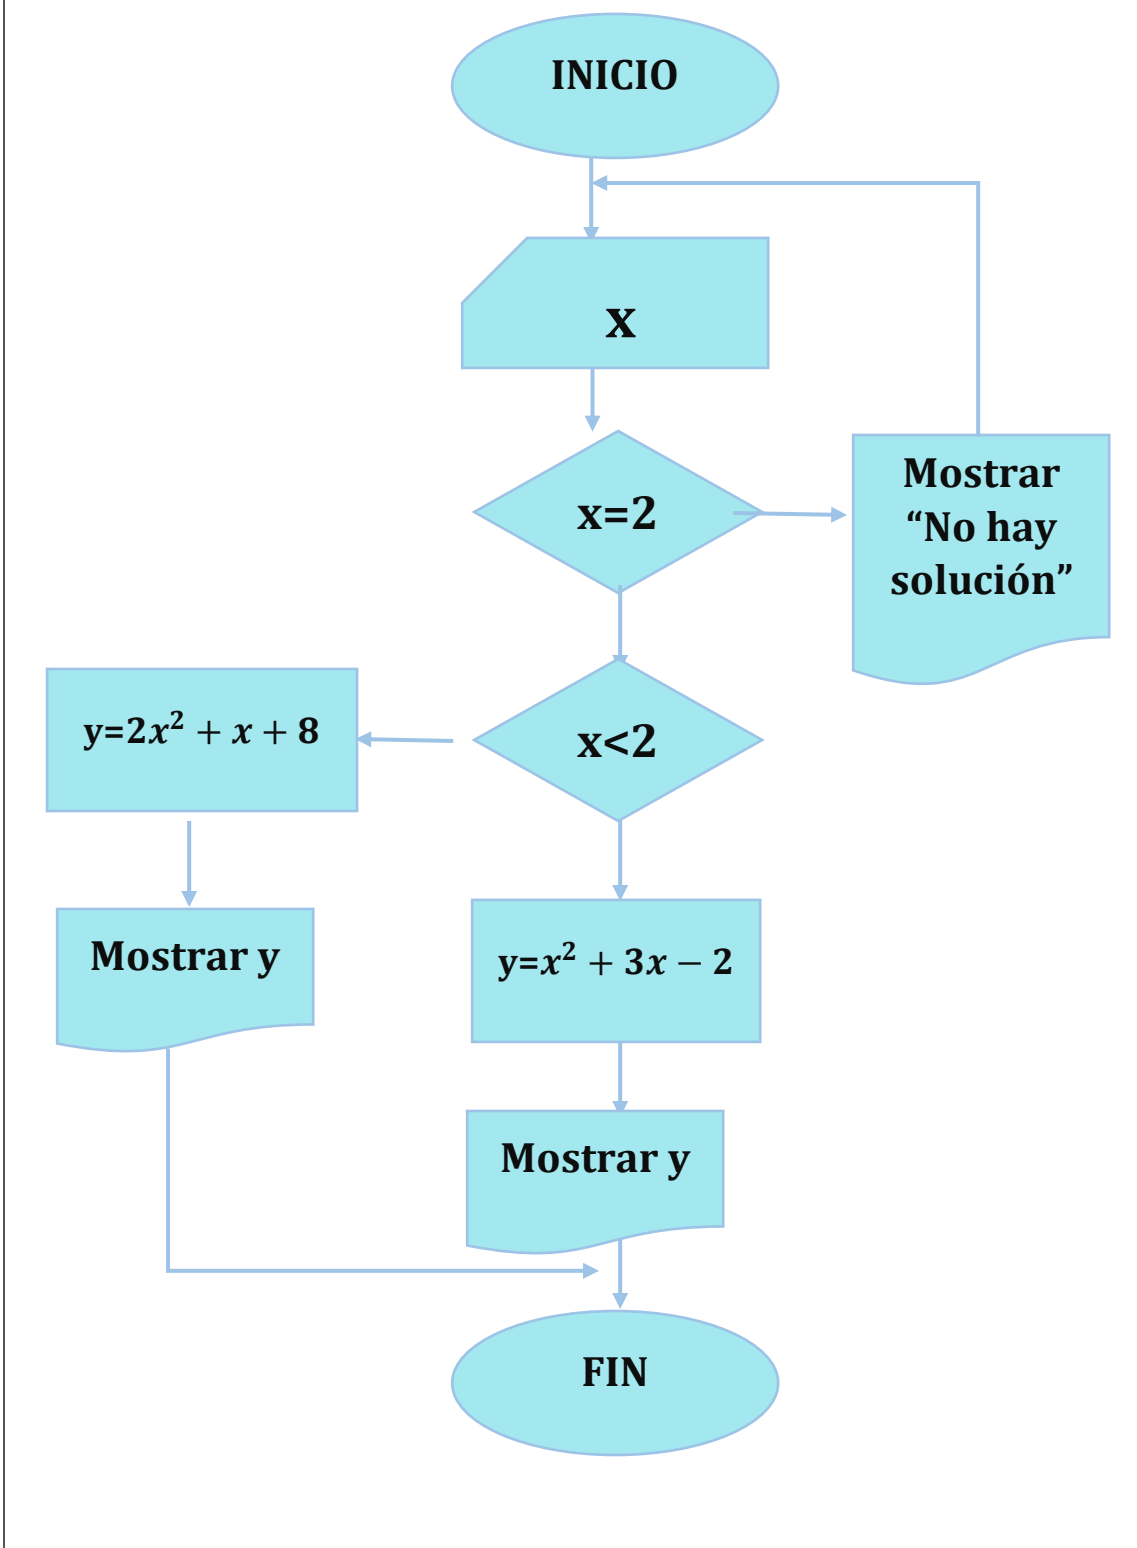 INICIO
x
x=2
Mostrar
“No hay
solución”
x<2
y=2x² + x + 8
Mostrar y
y=x² + 3x − 2
Mostrar y
FIN